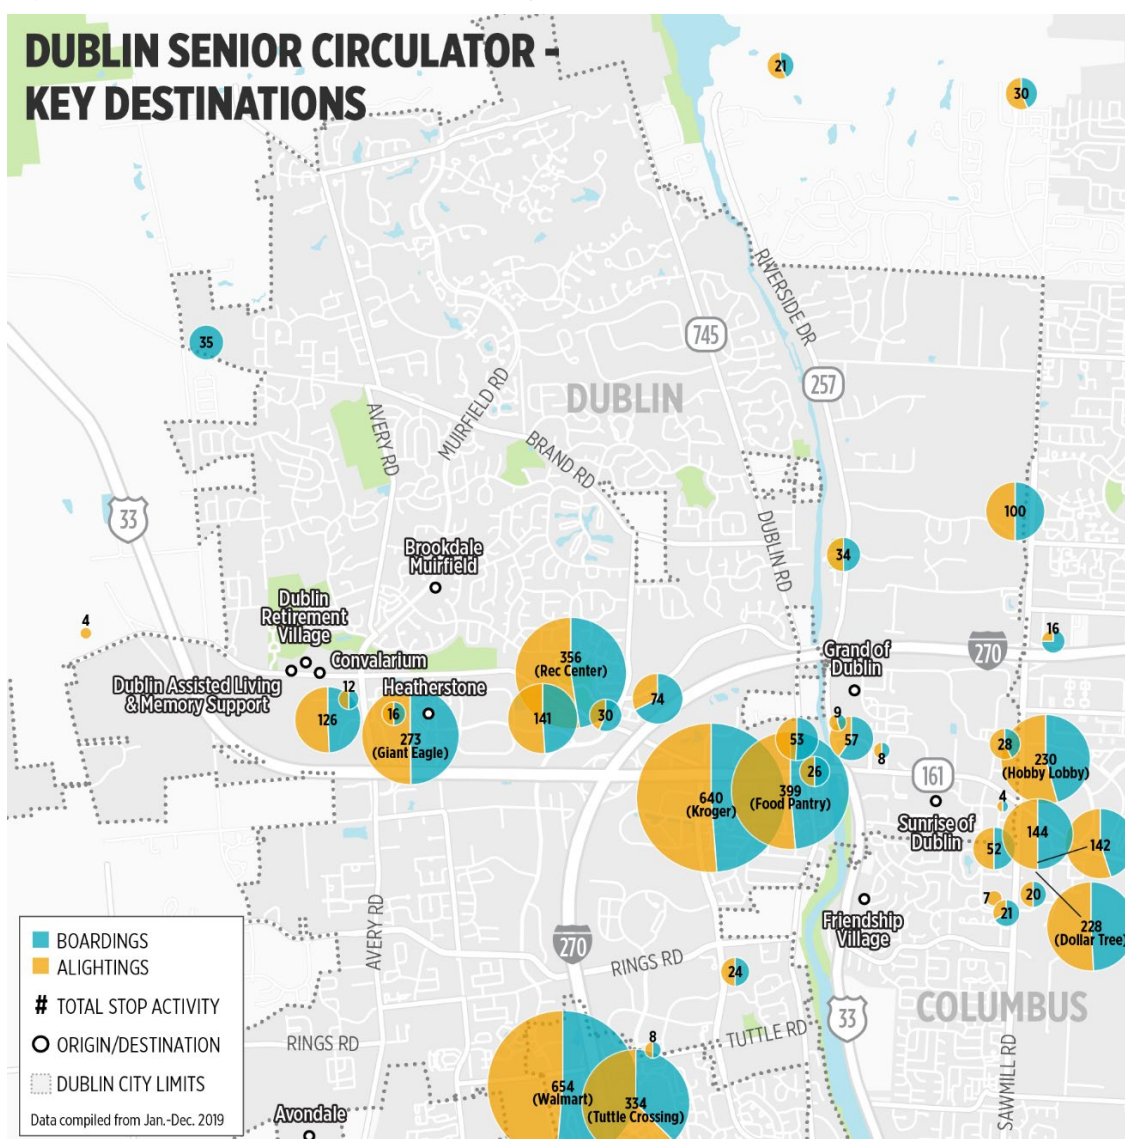 DUBLIN SENIOR CIRCULATOR -
KEY DESTINATIONS
21
30
RIVERSIDE DR
745
35
257
DUBLIN
AVERY RD
MUIRFIELD RD
BRAND RD
33
100
DUBLIN RD
34
Brookdale
Muirfield
Dublin
Retirement
Village
4
16
270
Grand of
Dublin
356
(Rec Center)
Convalarium
Dublin Assisted Living
& Memory Support
12
Heatherstone
74
126
16
141
30
9
273
(Giant Eagle)
53
57
8
28
230
(Hobby Lobby)
26
161
640
(Kroger)
399
(Food Pantry)
4
Sunrise of
Dublin
144
142
52
7
20
21
Friendship
Village
228
(Dollar Tree)
AVERY RD
270
RINGS RD
24
COLUMBUS
33
BOARDINGS
ALIGHTINGS
# TOTAL STOP ACTIVITY
ORIGIN/DESTINATION
DUBLIN CITY LIMITS
Data compiled from Jan.-Dec. 2019
RINGS RD
8
TUTTLE RD
SAWMILL RD
654
(Walmart)
334
(Tuttle Crossing)
Avondale